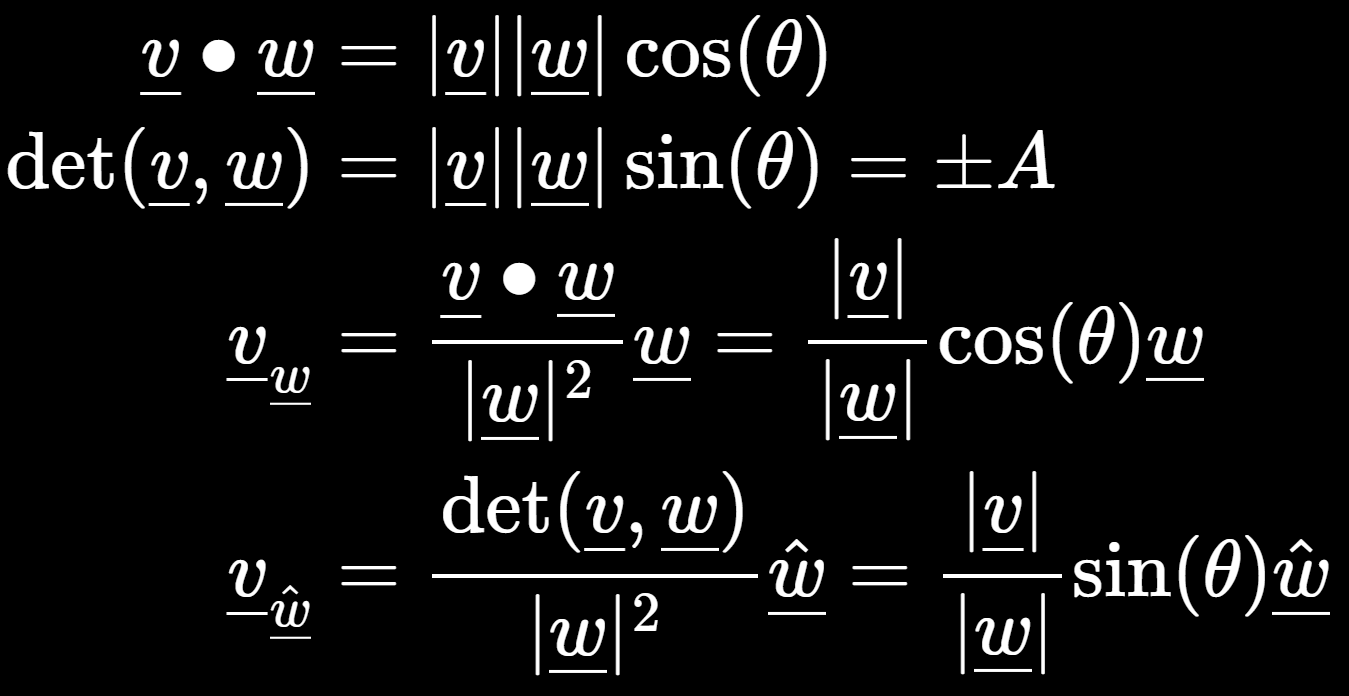 $\underline{v} \bullet \underline{w} = |\underline{v}||\underline{w}| \cos(\theta)$
$\det(\underline{v}, \underline{w}) = |\underline{v}||\underline{w}| \sin(\theta) = \pm A$
$\underline{v}_{\underline{w}} = \frac{\underline{v} \bullet \underline{w}}{|\underline{w}|^2} \underline{w} = \frac{|\underline{v}|}{|\underline{w}|} \cos(\theta) \underline{w}$
$\underline{v}_{\underline{\hat{w}}} = \frac{\det(\underline{v}, \underline{w})}{|\underline{w}|^2} \underline{\hat{w}} = \frac{|\underline{v}|}{|\underline{w}|} \sin(\theta) \underline{\hat{w}}$